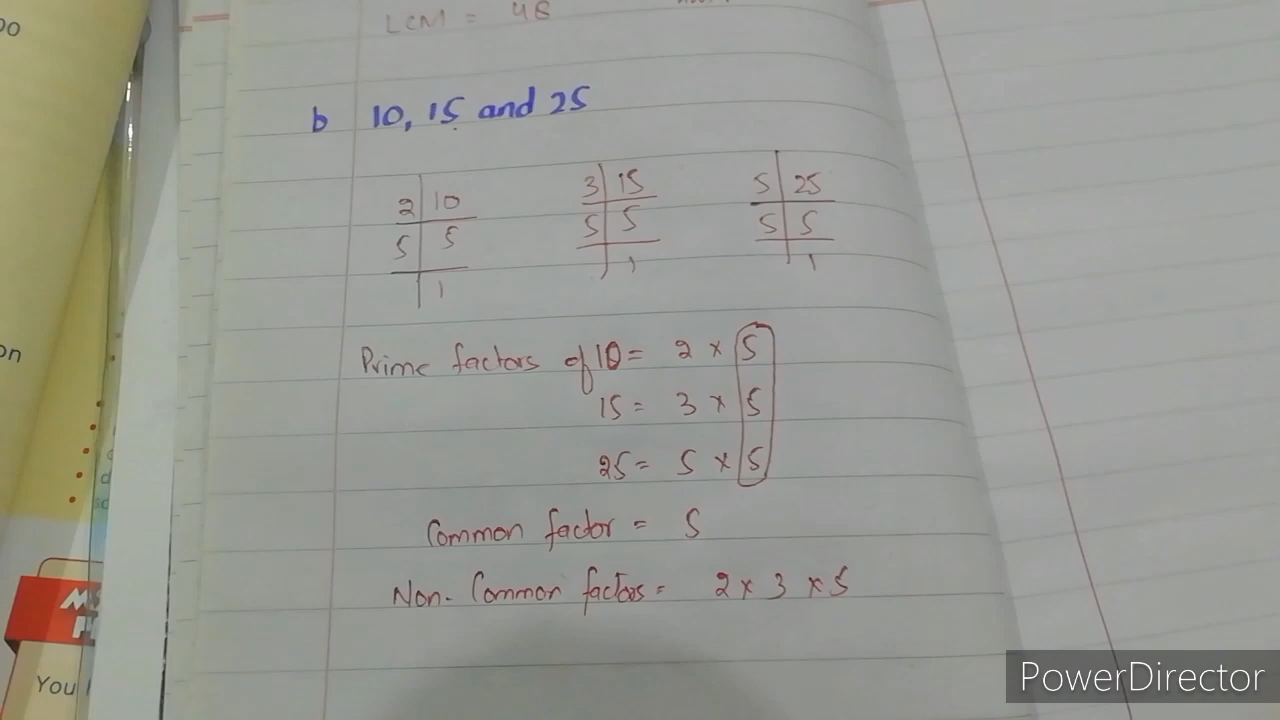 LCM = 48
b 10, 15 and 25
2 10 3 15 5 25
5 5 5 5 5 5
1 1 1
Prime factors of 10 = 2 × 5
15 = 3 × 5
25 = 5 × 5
Common factor = 5
Non-Common factors = 2 × 3 × 5
You
PowerDirector